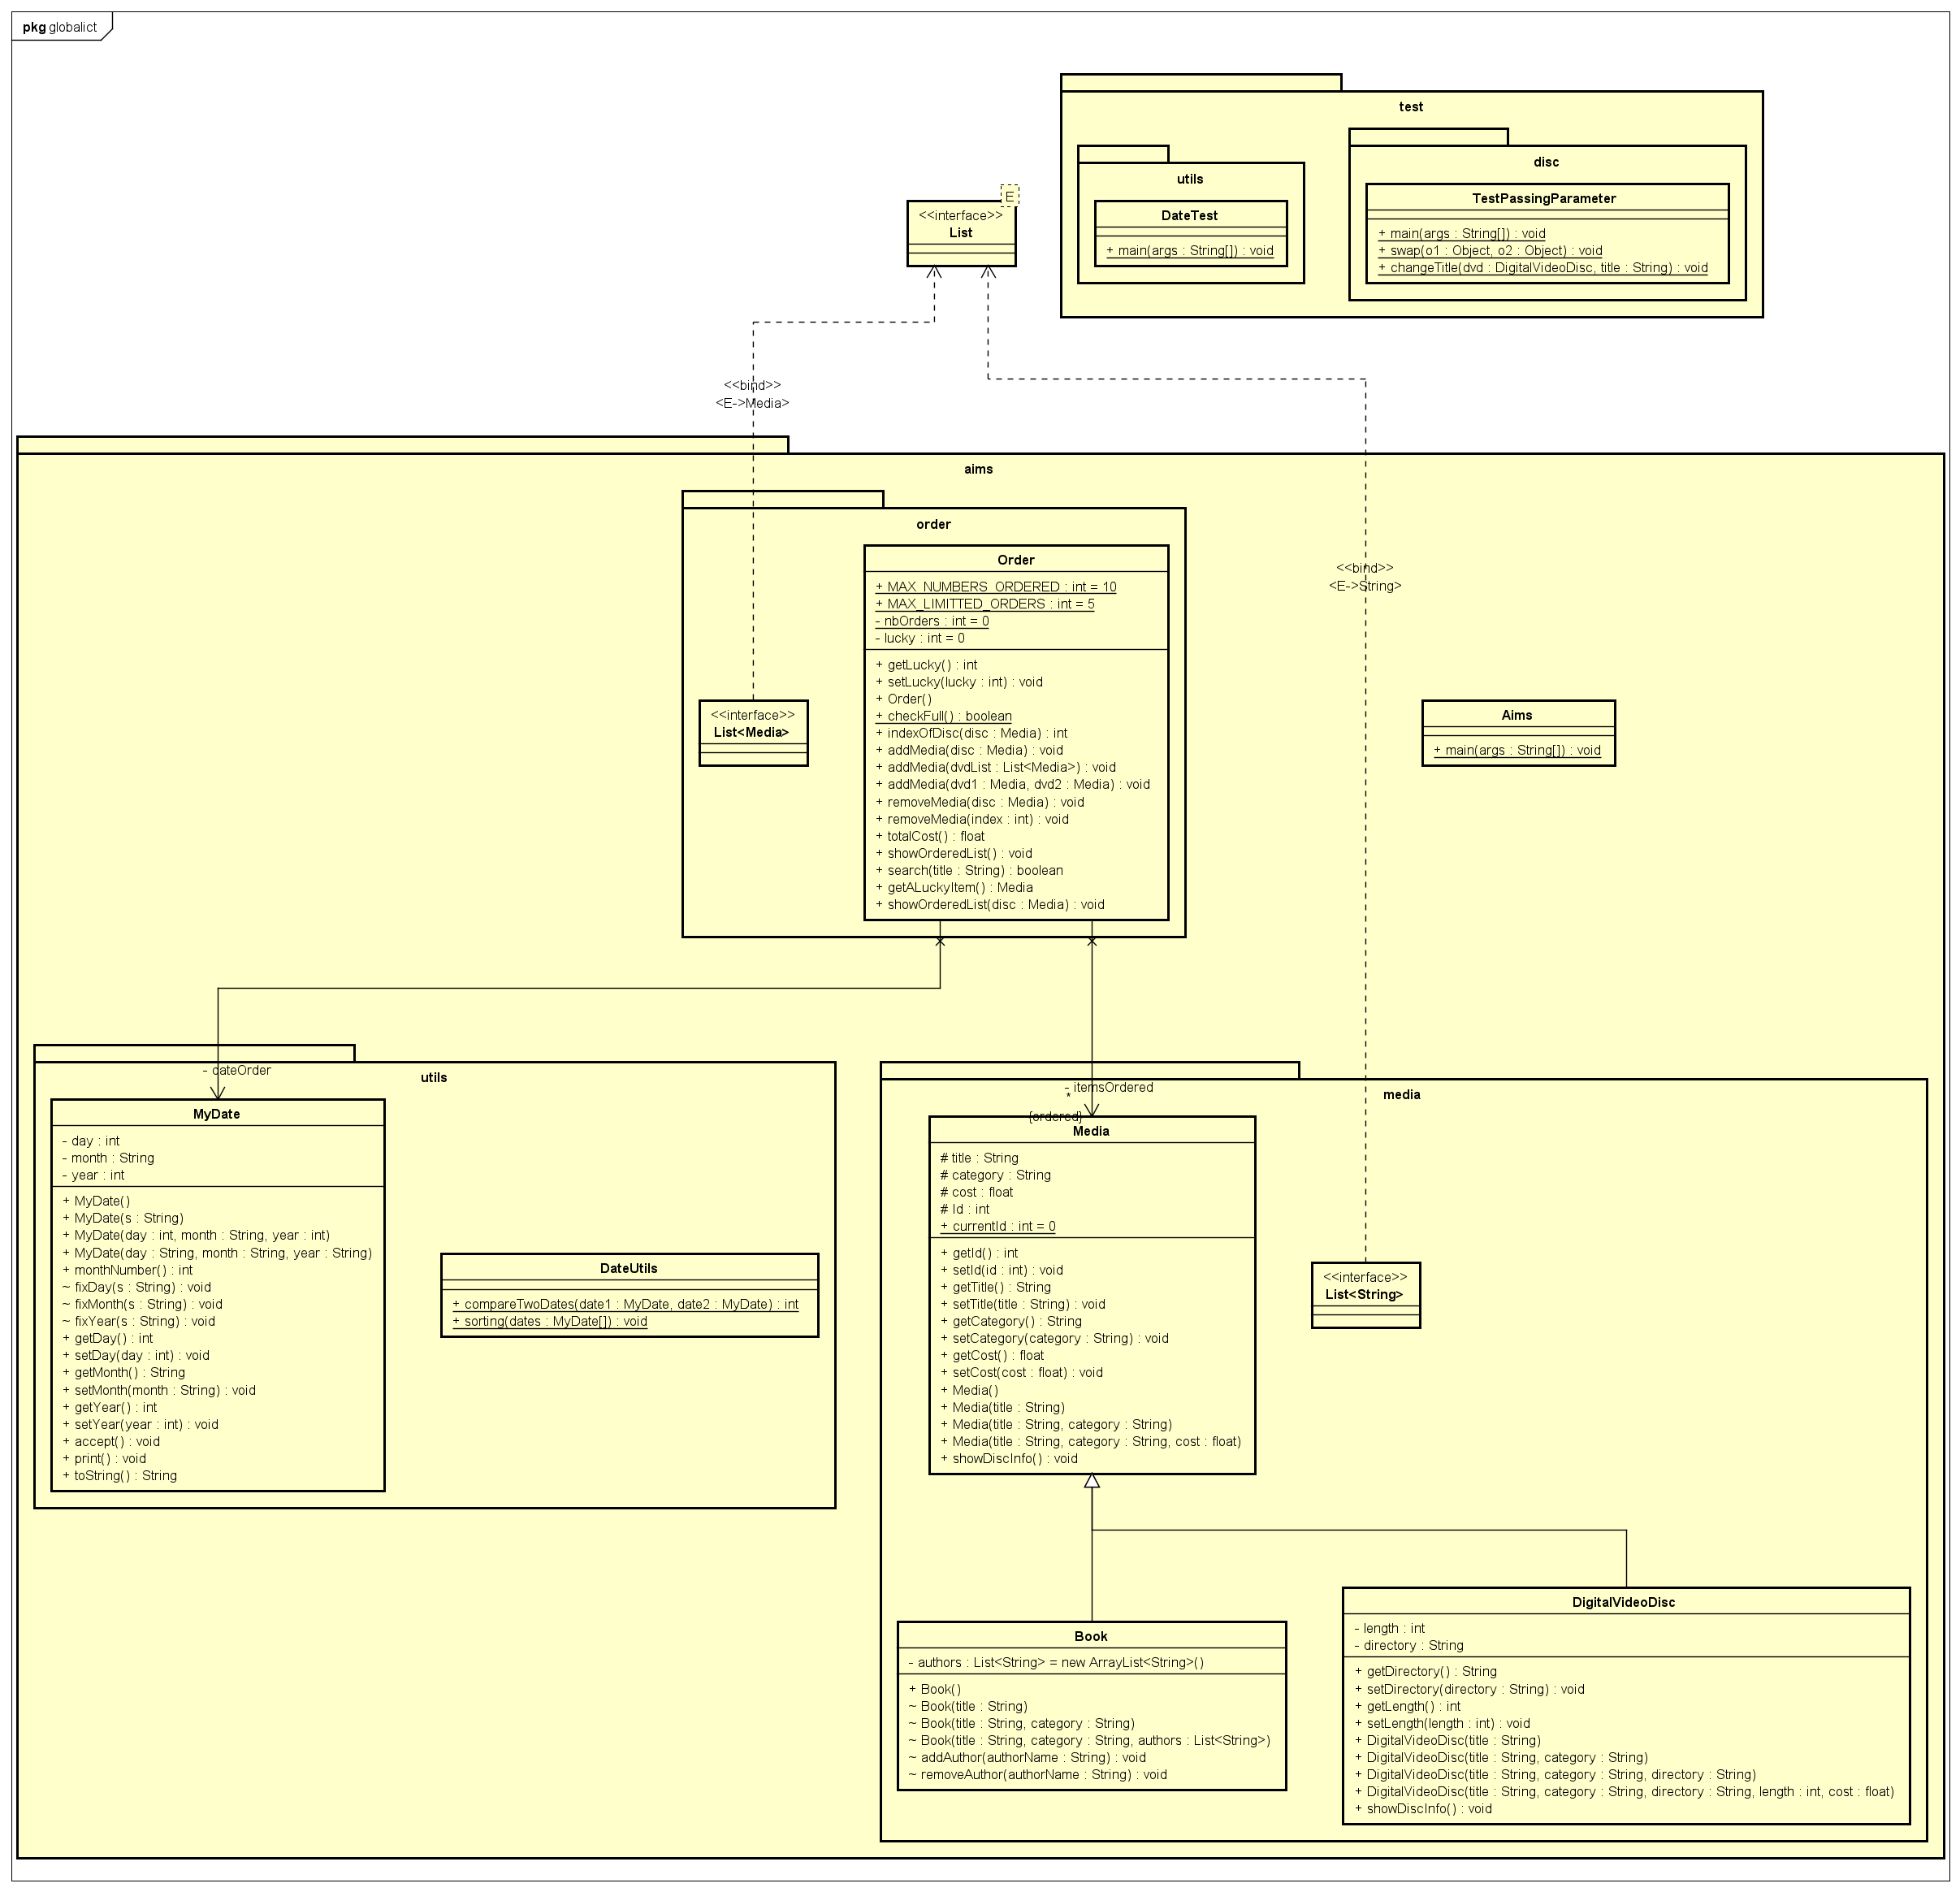 pkg globalict
test
utils
DateTest
+ main(args : String[]) : void
disc
TestPassingParameter
+ main(args : String[]) : void
+ swap(o1 : Object, o2 : Object) : void
+ changeTitle(dvd : DigitalVideoDisc, title : String) : void
E
<<interface>>
List
<<bind>>
<E->Media>
<<bind>>
<E->String>
aims
order
<<interface>>
List<Media>
Order
+ MAX_NUMBERS_ORDERED : int = 10
+ MAX_LIMITTED_ORDERS : int = 5
- nbOrders : int = 0
- lucky : int = 0
+ getLucky() : int
+ setLucky(lucky : int) : void
+ Order()
+ checkFull() : boolean
+ indexOfDisc(disc : Media) : int
+ addMedia(disc : Media) : void
+ addMedia(dvdList : List<Media>) : void
+ addMedia(dvd1 : Media, dvd2 : Media) : void
+ removeMedia(disc : Media) : void
+ removeMedia(index : int) : void
+ totalCost() : float
+ showOrderedList() : void
+ search(title : String) : boolean
+ getALuckyItem() : Media
+ showOrderedList(disc : Media) : void
Aims
+ main(args : String[]) : void
- dateOrder
utils
MyDate
- day : int
- month : String
- year : int
+ MyDate()
+ MyDate(s : String)
+ MyDate(day : int, month : String, year : int)
+ MyDate(day : String, month : String, year : String)
+ monthNumber() : int
~ fixDay(s : String) : void
~ fixMonth(s : String) : void
~ fixYear(s : String) : void
+ getDay() : int
+ setDay(day : int) : void
+ getMonth() : String
+ setMonth(month : String) : void
+ getYear() : int
+ setYear(year : int) : void
+ accept() : void
+ print() : void
+ toString() : String
DateUtils
+ compareTwoDates(date1 : MyDate, date2 : MyDate) : int
+ sorting(dates : MyDate[]) : void
media
- itemsOrdered
*
{ordered}
Media
# title : String
# category : String
# cost : float
# Id : int
+ currentId : int = 0
+ getId() : int
+ setId(id : int) : void
+ getTitle() : String
+ setTitle(title : String) : void
+ getCategory() : String
+ setCategory(category : String) : void
+ getCost() : float
+ setCost(cost : float) : void
+ Media()
+ Media(title : String)
+ Media(title : String, category : String)
+ Media(title : String, category : String, cost : float)
+ showDiscInfo() : void
<<interface>>
List<String>
Book
- authors : List<String> = new ArrayList<String>()
+ Book()
~ Book(title : String)
~ Book(title : String, category : String)
~ Book(title : String, category : String, authors : List<String>)
~ addAuthor(authorName : String) : void
~ removeAuthor(authorName : String) : void
DigitalVideoDisc
- length : int
- directory : String
+ getDirectory() : String
+ setDirectory(directory : String) : void
+ getLength() : int
+ setLength(length : int) : void
+ DigitalVideoDisc(title : String)
+ DigitalVideoDisc(title : String, category : String)
+ DigitalVideoDisc(title : String, category : String, directory : String)
+ DigitalVideoDisc(title : String, category : String, directory : String, length : int, cost : float)
+ showDiscInfo() : void